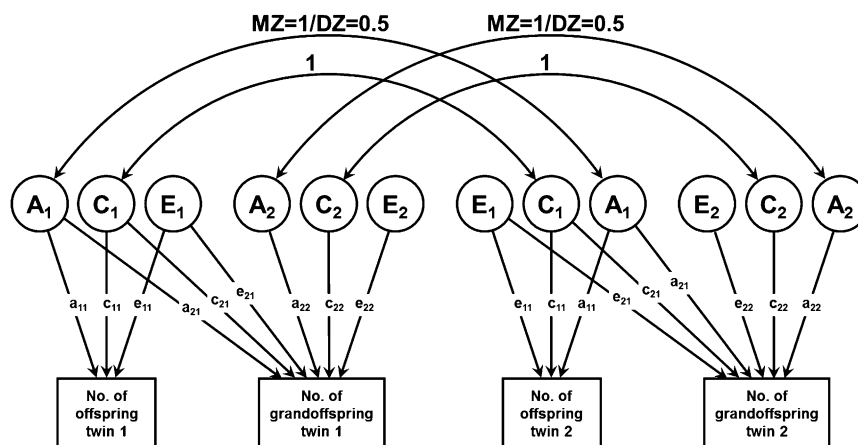 MZ=1/DZ=0.5 MZ=1/DZ=0.5
1 1
A₁ C₁ E₁ A₂ C₂ E₂ E₁ C₁ A₁ E₂ C₂ A₂
a₁₁ c₁₁ e₁₁ a₂₁ c₂₁ e₂₁ a₂₂ c₂₂ e₂₂ e₁₁ c₁₁ a₁₁ e₂₁ c₂₁ a₂₁ e₂₂ c₂₂ a₂₂
No. of
offspring
twin 1
No. of
grandoffspring
twin 1
No. of
offspring
twin 2
No. of
grandoffspring
twin 2